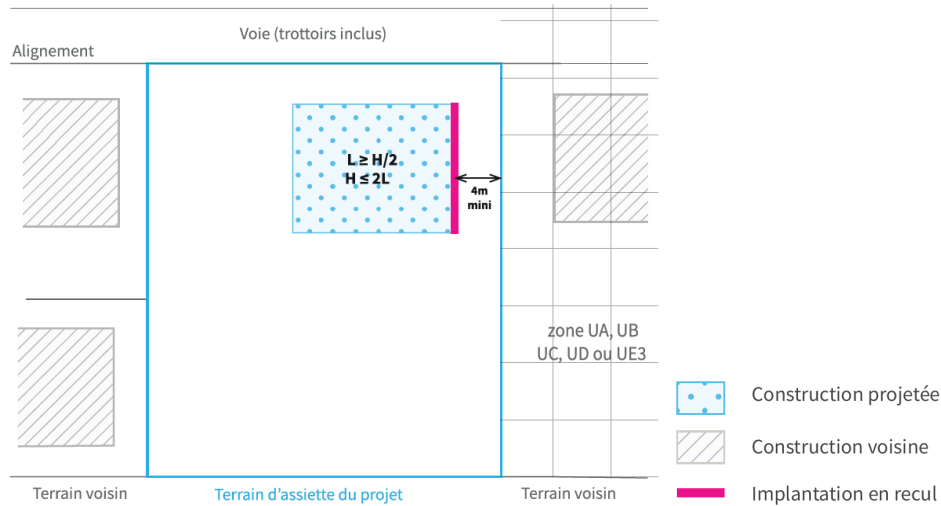 Voie (trottoirs inclus)
Alignement
L ≥ H/2
H ≤ 2L
4m
mini
zone UA, UB
UC, UD ou UE3
Construction projetée
Construction voisine
Implantation en recul
Terrain voisin
Terrain d’assiette du projet
Terrain voisin